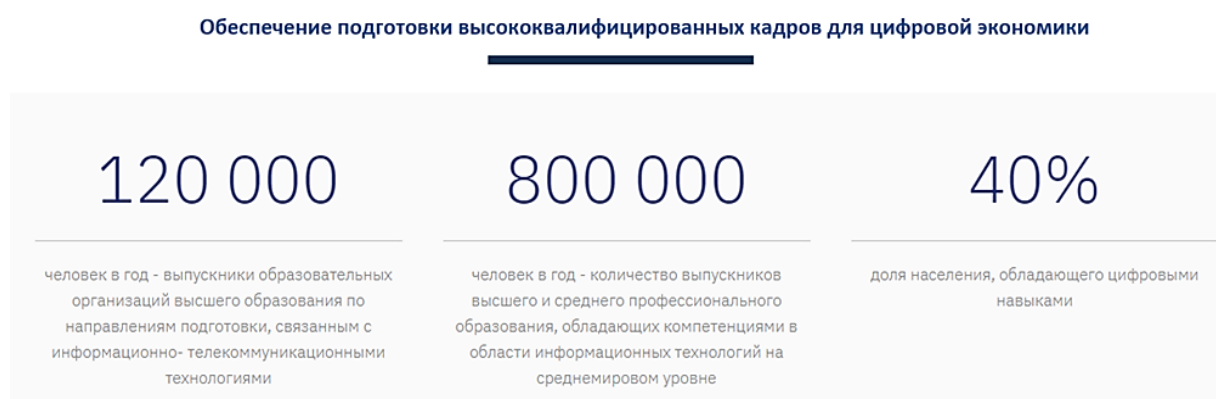 Обеспечение подготовки высококвалифицированных кадров для цифровой экономики
120 000
человек в год - выпускники образовательных
организаций высшего образования по
направлениям подготовки, связанным с
информационно- телекоммуникационными
технологиями
800 000
человек в год - количество выпускников
высшего и среднего профессионального
образования, обладающих компетенциями в
области информационных технологий на
среднемировом уровне
40%
доля населения, обладающего цифровыми
навыками